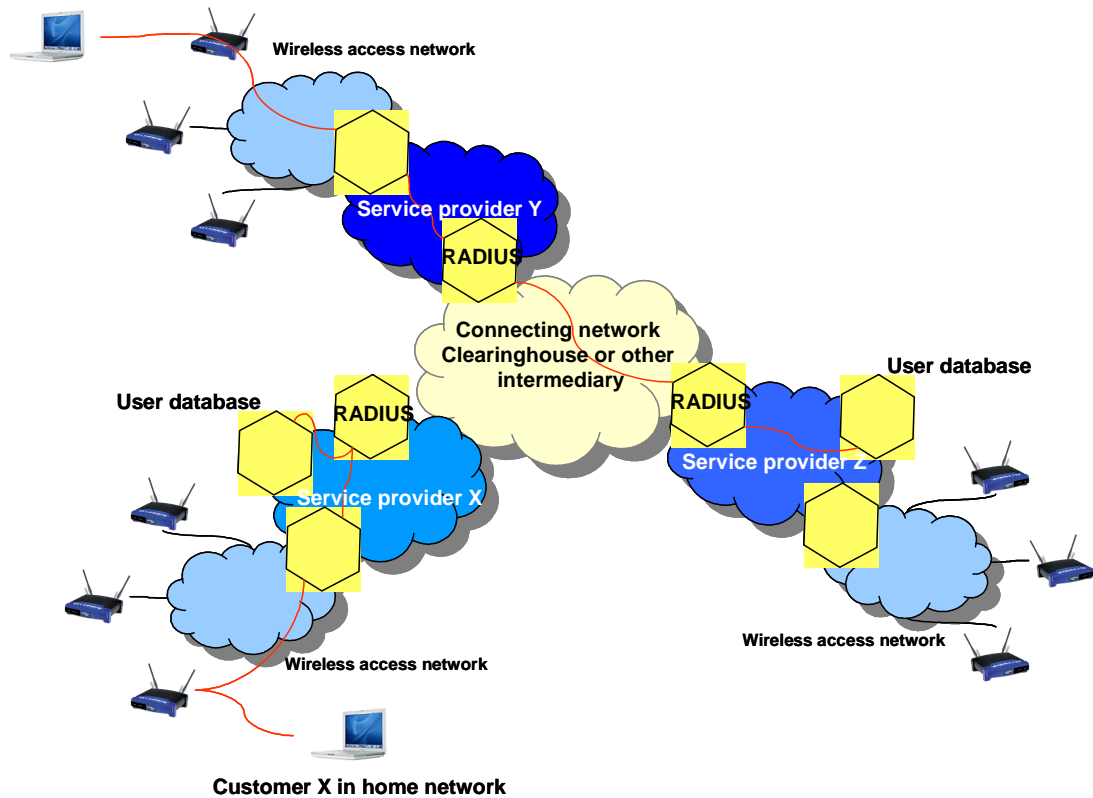 Wireless access network
Service provider Y
RADIUS
Connecting network
Clearinghouse or other
intermediary
User database
RADIUS
Service provider Z
User database
RADIUS
Service provider X
Wireless access network
Wireless access network
Customer X in home network